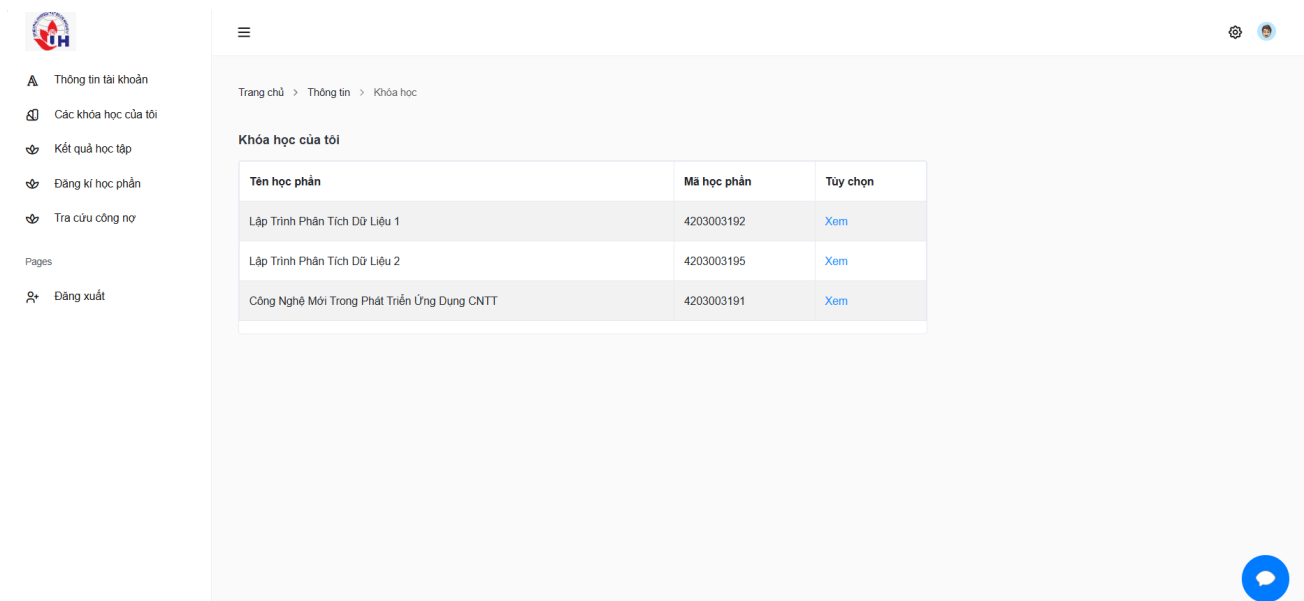 IH
Thông tin tài khoản
Các khóa học của tôi
Kết quả học tập
Đăng kí học phần
Tra cứu công nợ
Pages
Đăng xuất
Trang chủ > Thông tin > Khóa học
Khóa học của tôi
Tên học phần Mã học phần Tùy chọn
Lập Trình Phân Tích Dữ Liệu 1 4203003192 Xem
Lập Trình Phân Tích Dữ Liệu 2 4203003195 Xem
Công Nghệ Mới Trong Phát Triển Ứng Dụng CNTT 4203003191 Xem